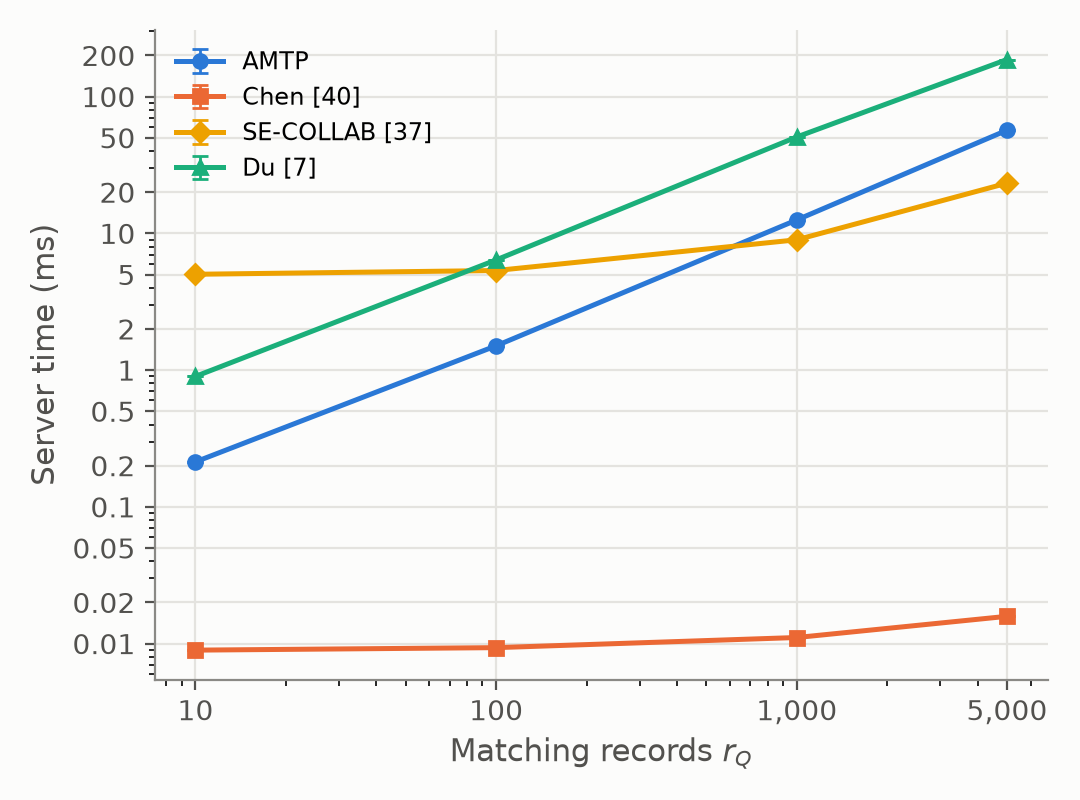 AMTP
Chen [40]
SE-COLLAB [37]
Du [7]
Server time (ms)
200
100
50
20
10
5
2
1
0.5
0.2
0.1
0.05
0.02
0.01
10 100 1,000 5,000
Matching records r_Q